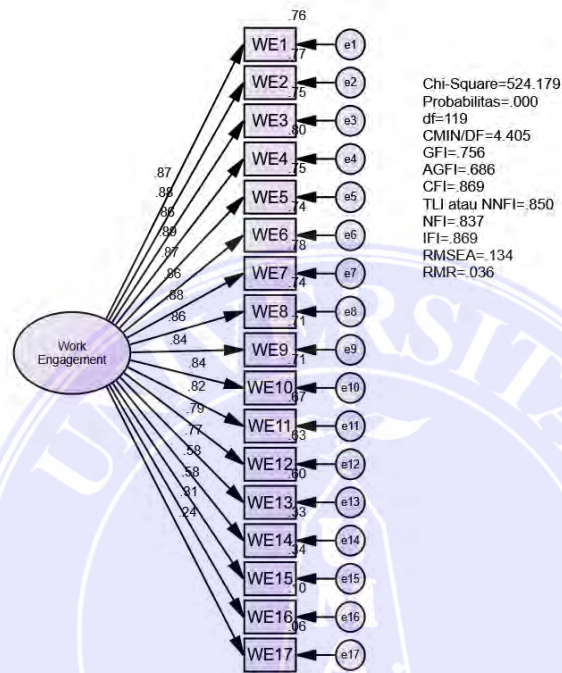 .76
WE1 e1
.77
WE2 e2
.75
WE3 e3
.80
WE4 e4
.75
WE5 e5
.74
WE6 e6
.78
WE7 e7
.74
WE8 e8
.71
WE9 e9
.71
WE10 e10
.67
WE11 e11
.63
WE12 e12
.60
WE13 e13
.33
WE14 e14
.34
WE15 e15
.10
WE16 e16
.06
WE17 e17
.87
.88
.86
.89
.87
.86
.88
.86
.84
.84
.82
.79
.77
.58
.58
.31
.24
Work
Engagement
Chi-Square=524.179
Probabilitas=.000
df=119
CMIN/DF=4.405
GFI=.756
AGFI=.686
CFI=.869
TLI atau NNFI=.850
NFI=.837
IFI=.869
RMSEA=.134
RMR=.036
UNIVERSITA